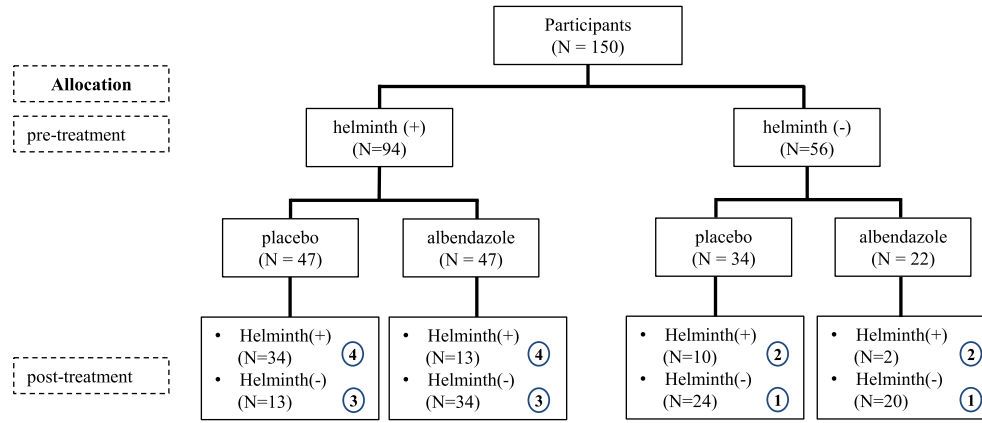 Participants
(N = 150)
Allocation
pre-treatment
helminth (+)
(N=94)
helminth (-)
(N=56)
placebo
(N = 47)
albendazole
(N = 47)
placebo
(N = 34)
albendazole
(N = 22)
post-treatment
• Helminth(+)
(N=34) 4
• Helminth(-)
(N=13) 3
• Helminth(+)
(N=13) 4
• Helminth(-)
(N=34) 3
• Helminth(+)
(N=10) 2
• Helminth(-)
(N=24) 1
• Helminth(+)
(N=2) 2
• Helminth(-)
(N=20) 1